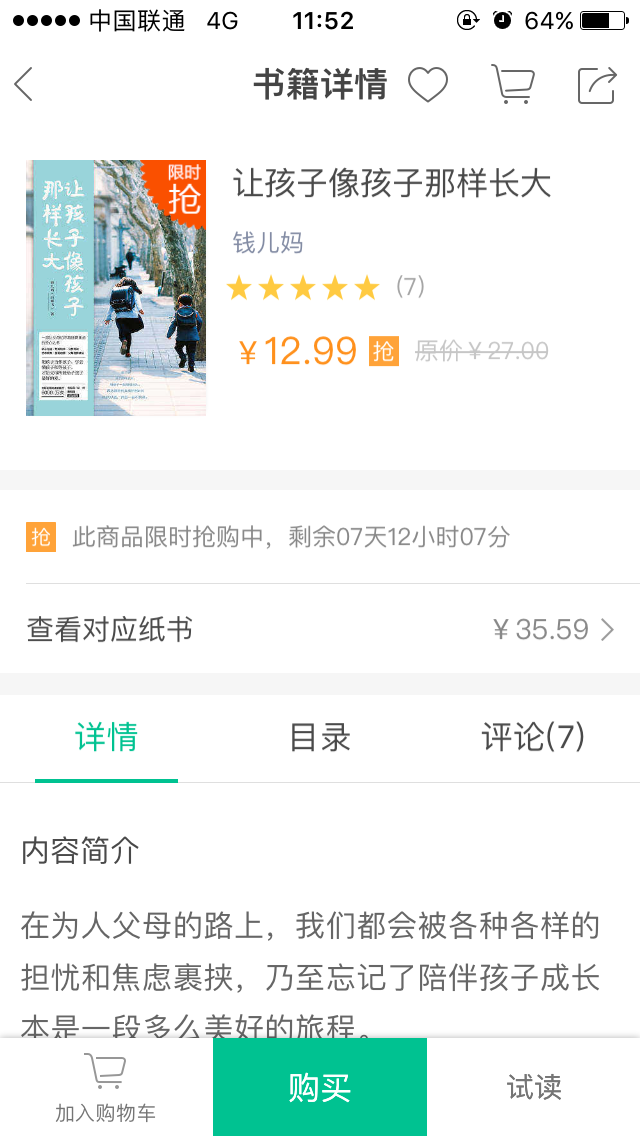 中国联通 4G 11:52 64%
书籍详情
限时
抢
让孩子像孩子
那样长大
让孩子像孩子那样长大
钱儿妈
(7)
¥12.99 抢 原价¥27.00
抢 此商品限时抢购中，剩余07天12小时07分
查看对应纸书 ¥35.59
详情 目录 评论(7)
内容简介
在为人父母的路上，我们都会被各种各样的
担忧和焦虑裹挟，乃至忘记了陪伴孩子成长
本是一段多么美好的旅程。
加入购物车 购买 试读